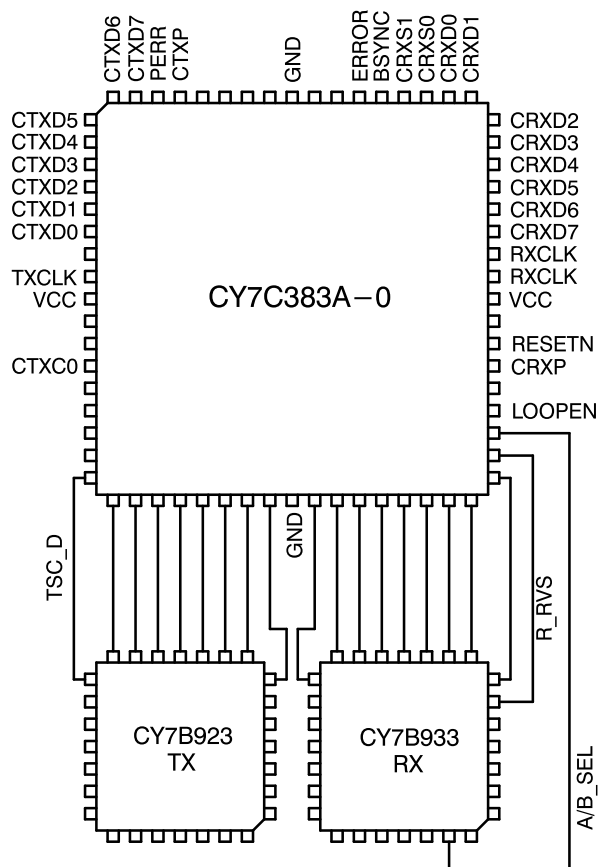 CTXD6
CTXD7
PERR
CTXP
GND
ERROR
BSYNC
CRXS1
CRXS0
CRXD0
CRXD1
CTXD5
CTXD4
CTXD3
CTXD2
CTXD1
CTXD0
TXCLK
VCC
CTXC0
CY7C383A–0
CRXD2
CRXD3
CRXD4
CRXD5
CRXD6
CRXD7
RXCLK
RXCLK
VCC
RESETN
CRXP
LOOPEN
TSC_D
GND
R_RVS
A/B_SEL
CY7B923
TX
CY7B933
RX